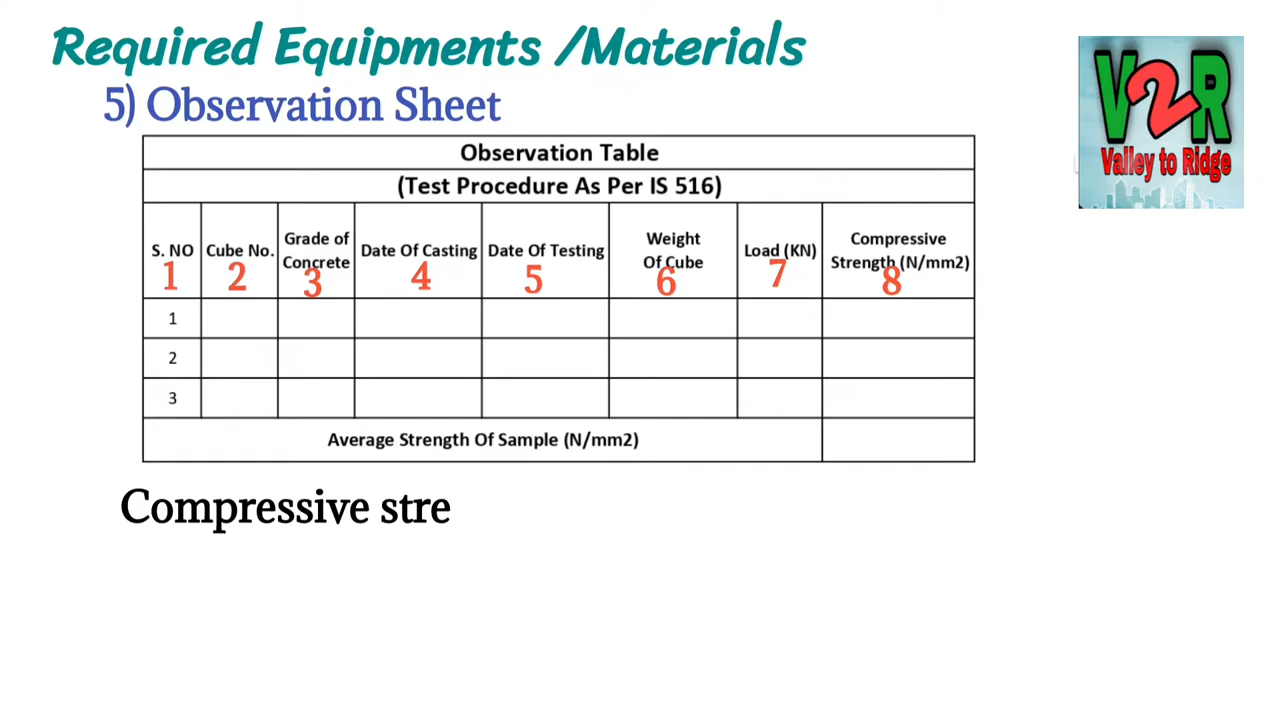 Required Equipments /Materials
5) Observation Sheet
V2R
Valley to Ridge
Observation Table
(Test Procedure As Per IS 516)
S. NO Cube No. Grade of Concrete Date Of Casting Date Of Testing Weight Of Cube Load (KN) Compressive Strength (N/mm2)
1 2 3 4 5 6 7 8
1
2
3
Average Strength Of Sample (N/mm2)
Compressive stre